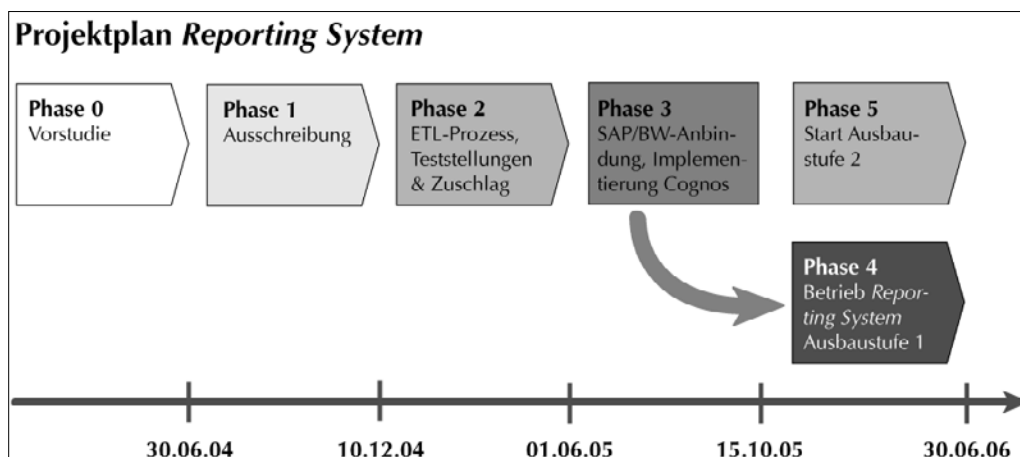 Projektplan Reporting System
Phase 0
Vorstudie
Phase 1
Ausschreibung
Phase 2
ETL-Prozess,
Teststellungen
& Zuschlag
Phase 3
SAP/BW-Anbin-
dung, Implemen-
tierung Cognos
Phase 5
Start Ausbau-
stufe 2
Phase 4
Betrieb Repor-
ting System
Ausbaustufe 1
30.06.04
10.12.04
01.06.05
15.10.05
30.06.06